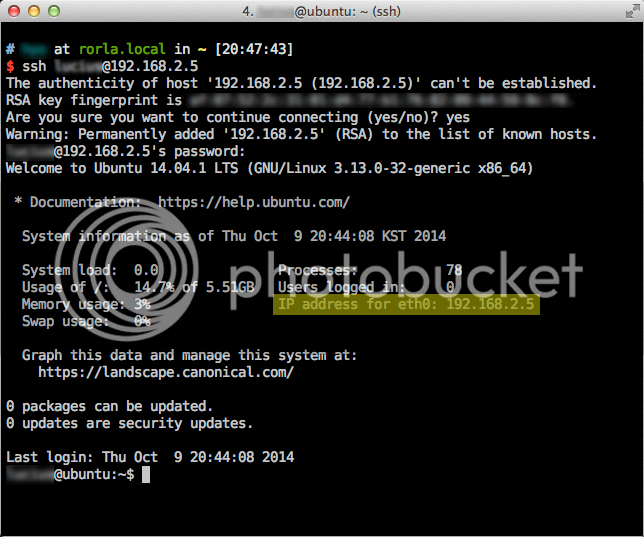 4. @ubuntu: ~ (ssh)
# at rorla.local in ~ [20:47:43]
$ ssh @192.168.2.5
The authenticity of host '192.168.2.5 (192.168.2.5)' can't be established.
RSA key fingerprint is
Are you sure you want to continue connecting (yes/no)? yes
Warning: Permanently added '192.168.2.5' (RSA) to the list of known hosts.
@192.168.2.5's password:
Welcome to Ubuntu 14.04.1 LTS (GNU/Linux 3.13.0-32-generic x86_64)
* Documentation: https://help.ubuntu.com/
System information as of Thu Oct 9 20:44:08 KST 2014
System load: 0.0 Processes: 78
Usage of /: 14.7% of 5.51GB Users logged in: 0
Memory usage: 3% IP address for eth0: 192.168.2.5
Swap usage: 0%
photobucket
Graph this data and manage this system at:
https://landscape.canonical.com/
0 packages can be updated.
0 updates are security updates.
Last login: Thu Oct 9 20:44:08 2014
@ubuntu:~$